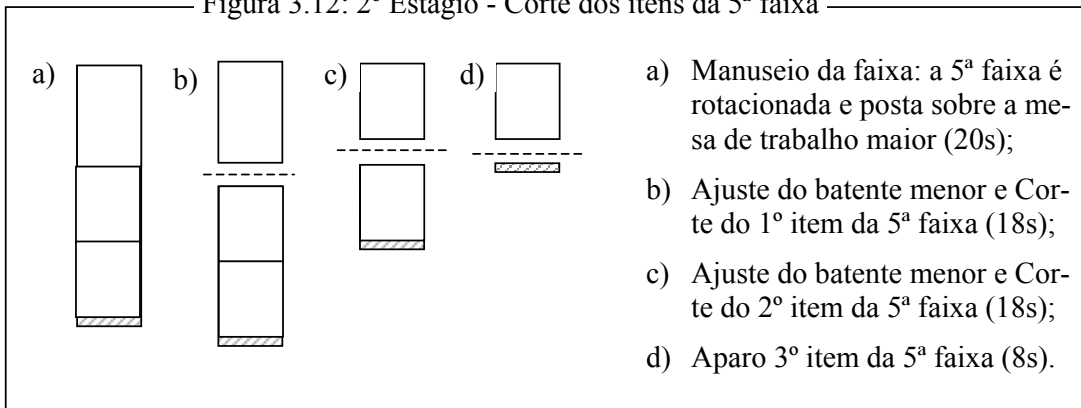 Figura 3.12: 2º Estágio - Corte dos itens da 5ª faixa
a)
b)
c)
d)
a) Manuseio da faixa: a 5ª faixa é
rotacionada e posta sobre a me-
sa de trabalho maior (20s);
b) Ajuste do batente menor e Cor-
te do 1º item da 5ª faixa (18s);
c) Ajuste do batente menor e Cor-
te do 2º item da 5ª faixa (18s);
d) Aparo 3º item da 5ª faixa (8s).